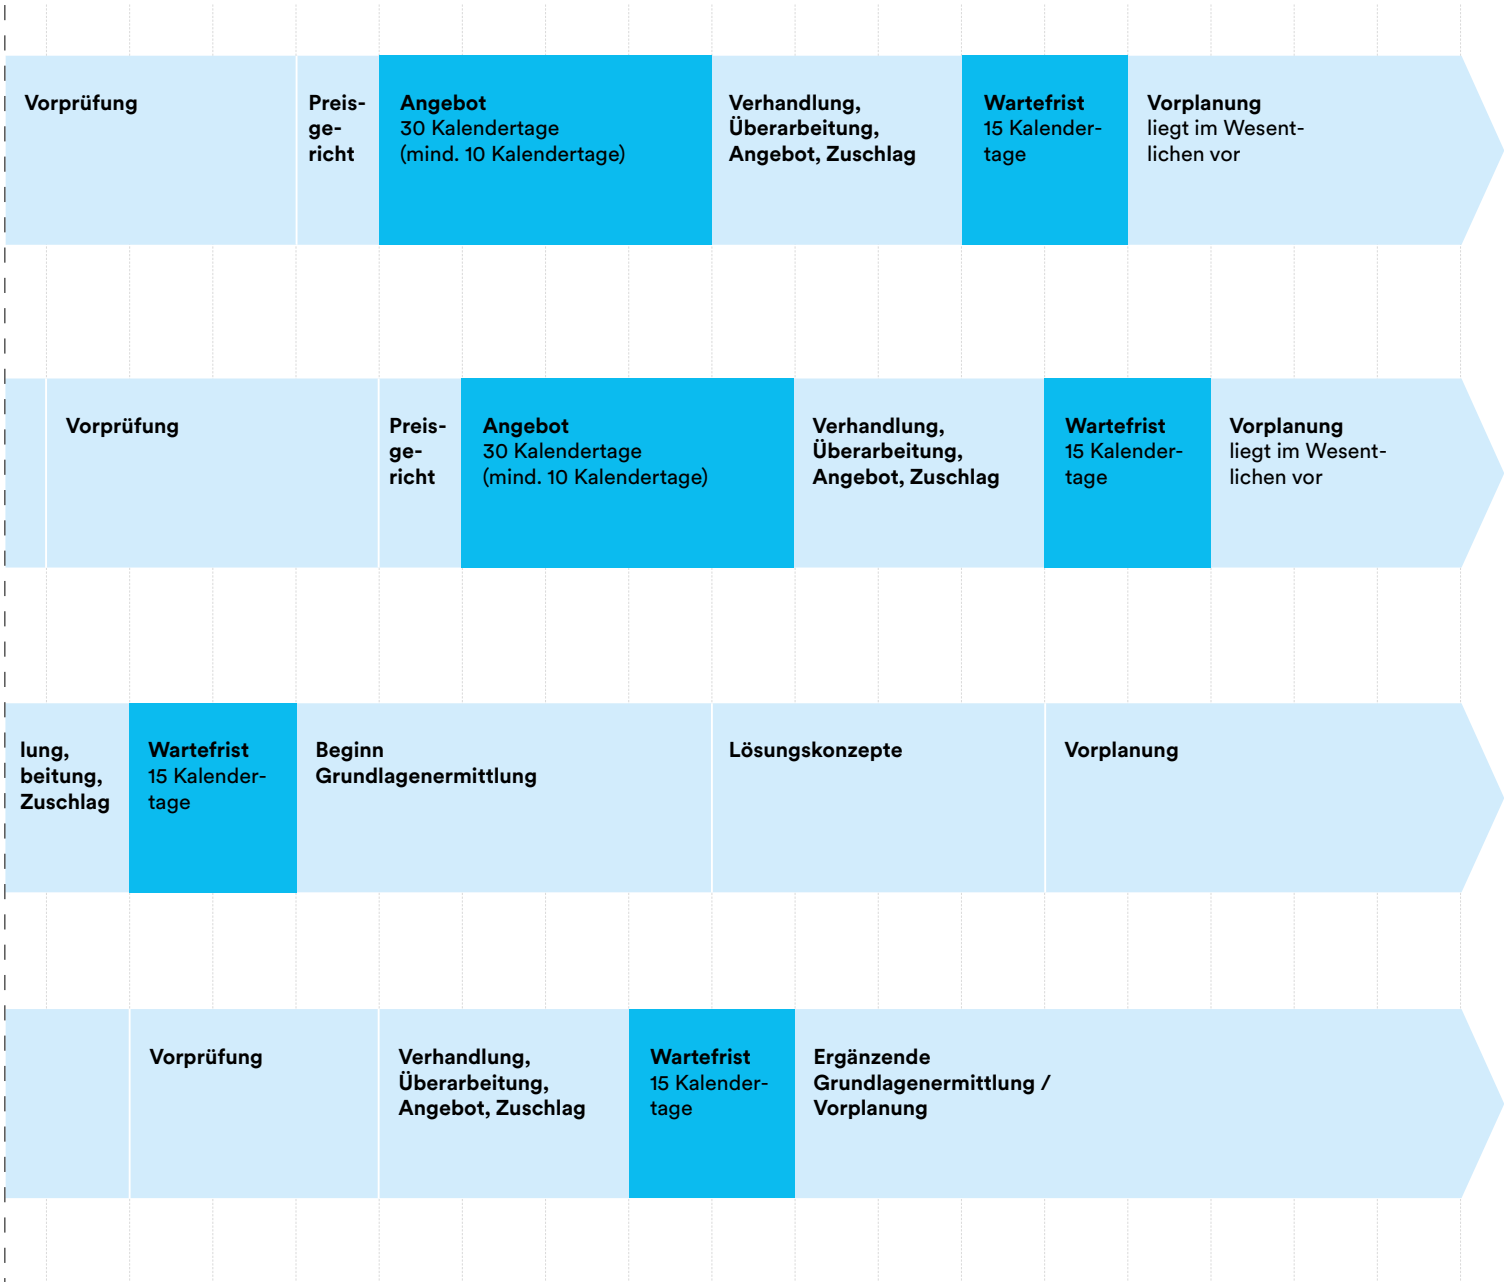 Vorprüfung
Preis-
ge-
richt
Angebot
30 Kalendertage
(mind. 10 Kalendertage)
Verhandlung,
Überarbeitung,
Angebot, Zuschlag
Wartefrist
15 Kalender-
tage
Vorplanung
liegt im Wesent-
lichen vor
Vorprüfung
Preis-
ge-
richt
Angebot
30 Kalendertage
(mind. 10 Kalendertage)
Verhandlung,
Überarbeitung,
Angebot, Zuschlag
Wartefrist
15 Kalender-
tage
Vorplanung
liegt im Wesent-
lichen vor
lung,
beitung,
Zuschlag
Wartefrist
15 Kalender-
tage
Beginn
Grundlagenermittlung
Lösungskonzepte
Vorplanung
Vorprüfung
Verhandlung,
Überarbeitung,
Angebot, Zuschlag
Wartefrist
15 Kalender-
tage
Ergänzende
Grundlagenermittlung /
Vorplanung